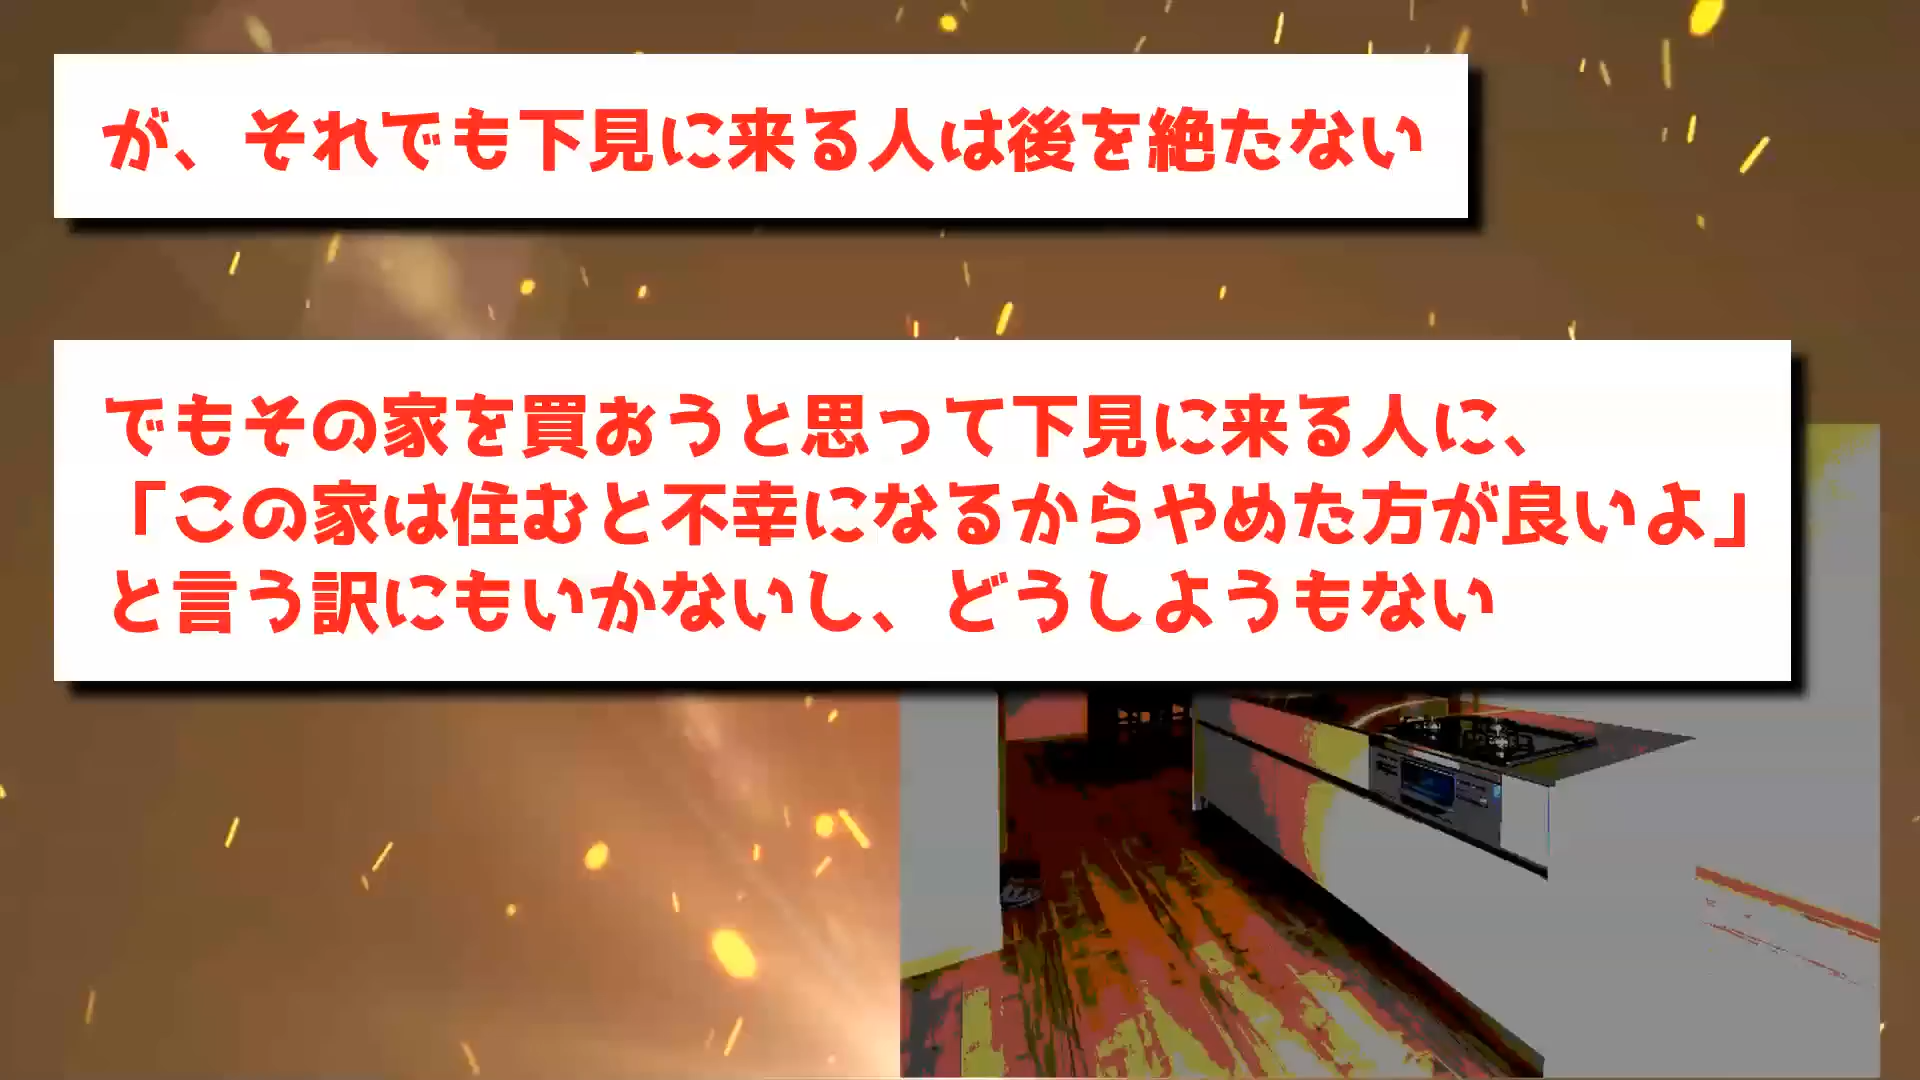 が、それでも下見に来る人は後を絶たない
でもその家を買おうと思って下見に来る人に、
「この家は住むと不幸になるからやめた方が良いよ」
と言う訳にもいかないし、どうしようもない